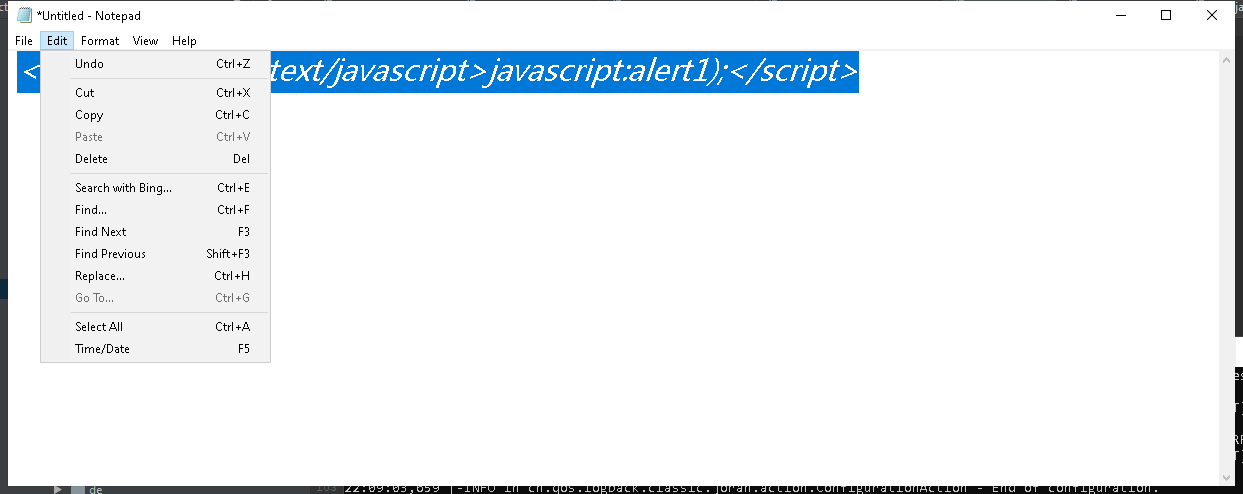 *Untitled - Notepad
File Edit Format View Help
<
text/javascript>javascript:alert1);</script>
Undo Ctrl+Z
Cut Ctrl+X
Copy Ctrl+C
Paste Ctrl+V
Delete Del
Search with Bing... Ctrl+E
Find... Ctrl+F
Find Next F3
Find Previous Shift+F3
Replace... Ctrl+H
Go To... Ctrl+G
Select All Ctrl+A
Time/Date F5
de
22:09:03,659 |-INFO in ch.qos.logback.classic.joran.action.ConfigurationAction - End of configuration.